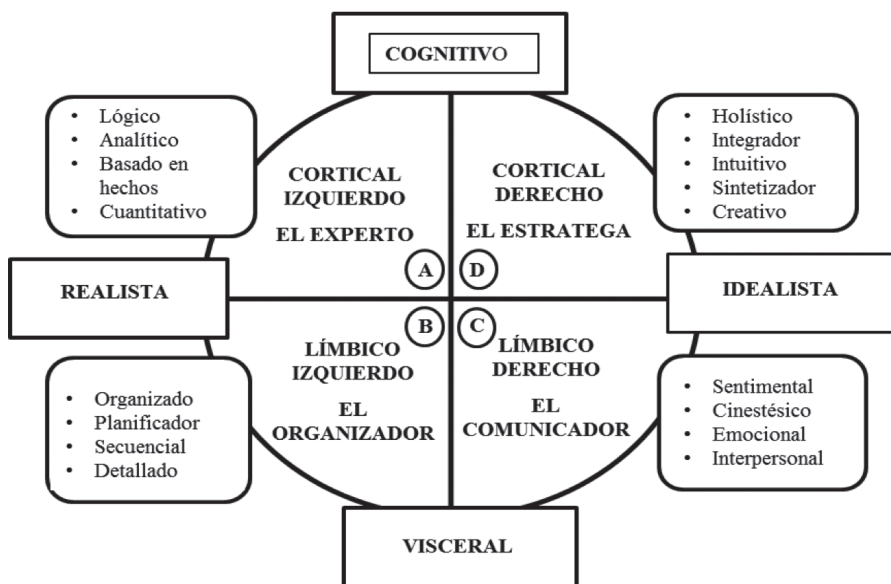 COGNITIVO
• Lógico
• Analítico
• Basado en
hechos
• Cuantitativo
CORTICAL
IZQUIERDO
EL EXPERTO
A
CORTICAL
DERECHO
EL ESTRATEGA
D
• Holístico
• Integrador
• Intuitivo
• Sintetizador
• Creativo
REALISTA
IDEALISTA
• Organizado
• Planificador
• Secuencial
• Detallado
B
LÍMBICO
IZQUIERDO
EL
ORGANIZADOR
C
LÍMBICO
DERECHO
EL
COMUNICADOR
• Sentimental
• Cinestésico
• Emocional
• Interpersonal
VISCERAL